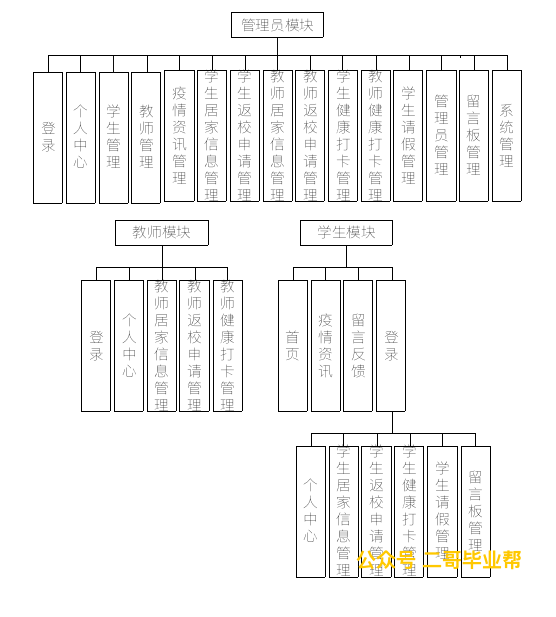 管理员模块
登录
个人中心
学生管理
教师管理
疫情资讯管理
学生居家信息管理
学生返校申请管理
教师居家信息管理
教师返校申请管理
学生健康打卡管理
教师健康打卡管理
学生请假管理
管理员管理
留言板管理
系统管理
教师模块
登录
个人中心
教师居家信息管理
教师返校申请管理
教师健康打卡管理
学生模块
首页
疫情资讯
留言反馈
登录
个人中心
学生居家信息管理
学生返校申请管理
学生健康打卡管理
学生请假管理
留言板管理
公众号 二哥毕业帮